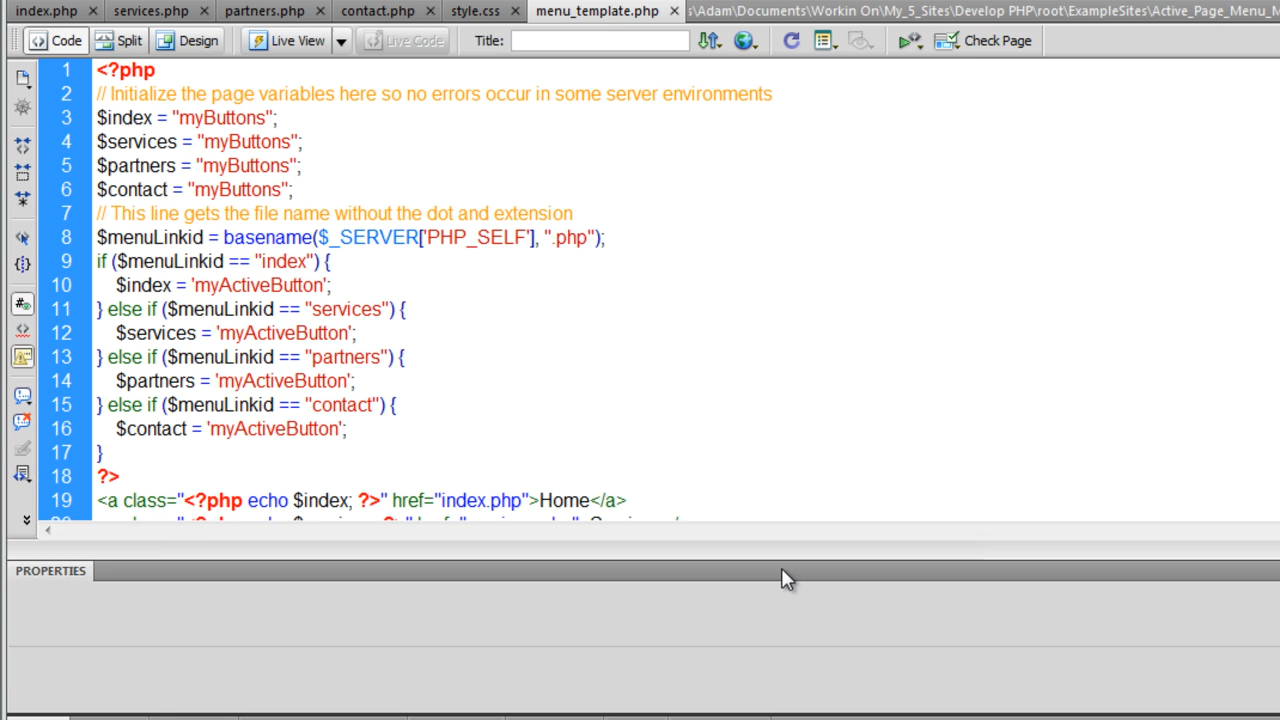 index.php × services.php × partners.php × contact.php × style.css × menu_template.php × s\Adam\Documents\Workin On\My_5_Sites\Develop PHP\root\ExampleSites\Active_Page_Menu_M
Code Split Design Live View Live Code Title: Check Page
1 <?php
2 // Initialize the page variables here so no errors occur in some server environments
3 $index = "myButtons";
4 $services = "myButtons";
5 $partners = "myButtons";
6 $contact = "myButtons";
7 // This line gets the file name without the dot and extension
8 $menuLinkid = basename($_SERVER['PHP_SELF'], ".php");
9 if ($menuLinkid == "index") {
10 $index = 'myActiveButton';
11 } else if ($menuLinkid == "services") {
12 $services = 'myActiveButton';
13 } else if ($menuLinkid == "partners") {
14 $partners = 'myActiveButton';
15 } else if ($menuLinkid == "contact") {
16 $contact = 'myActiveButton';
17 }
18 ?>
19 <a class="<?php echo $index; ?>" href="index.php">Home</a>
PROPERTIES